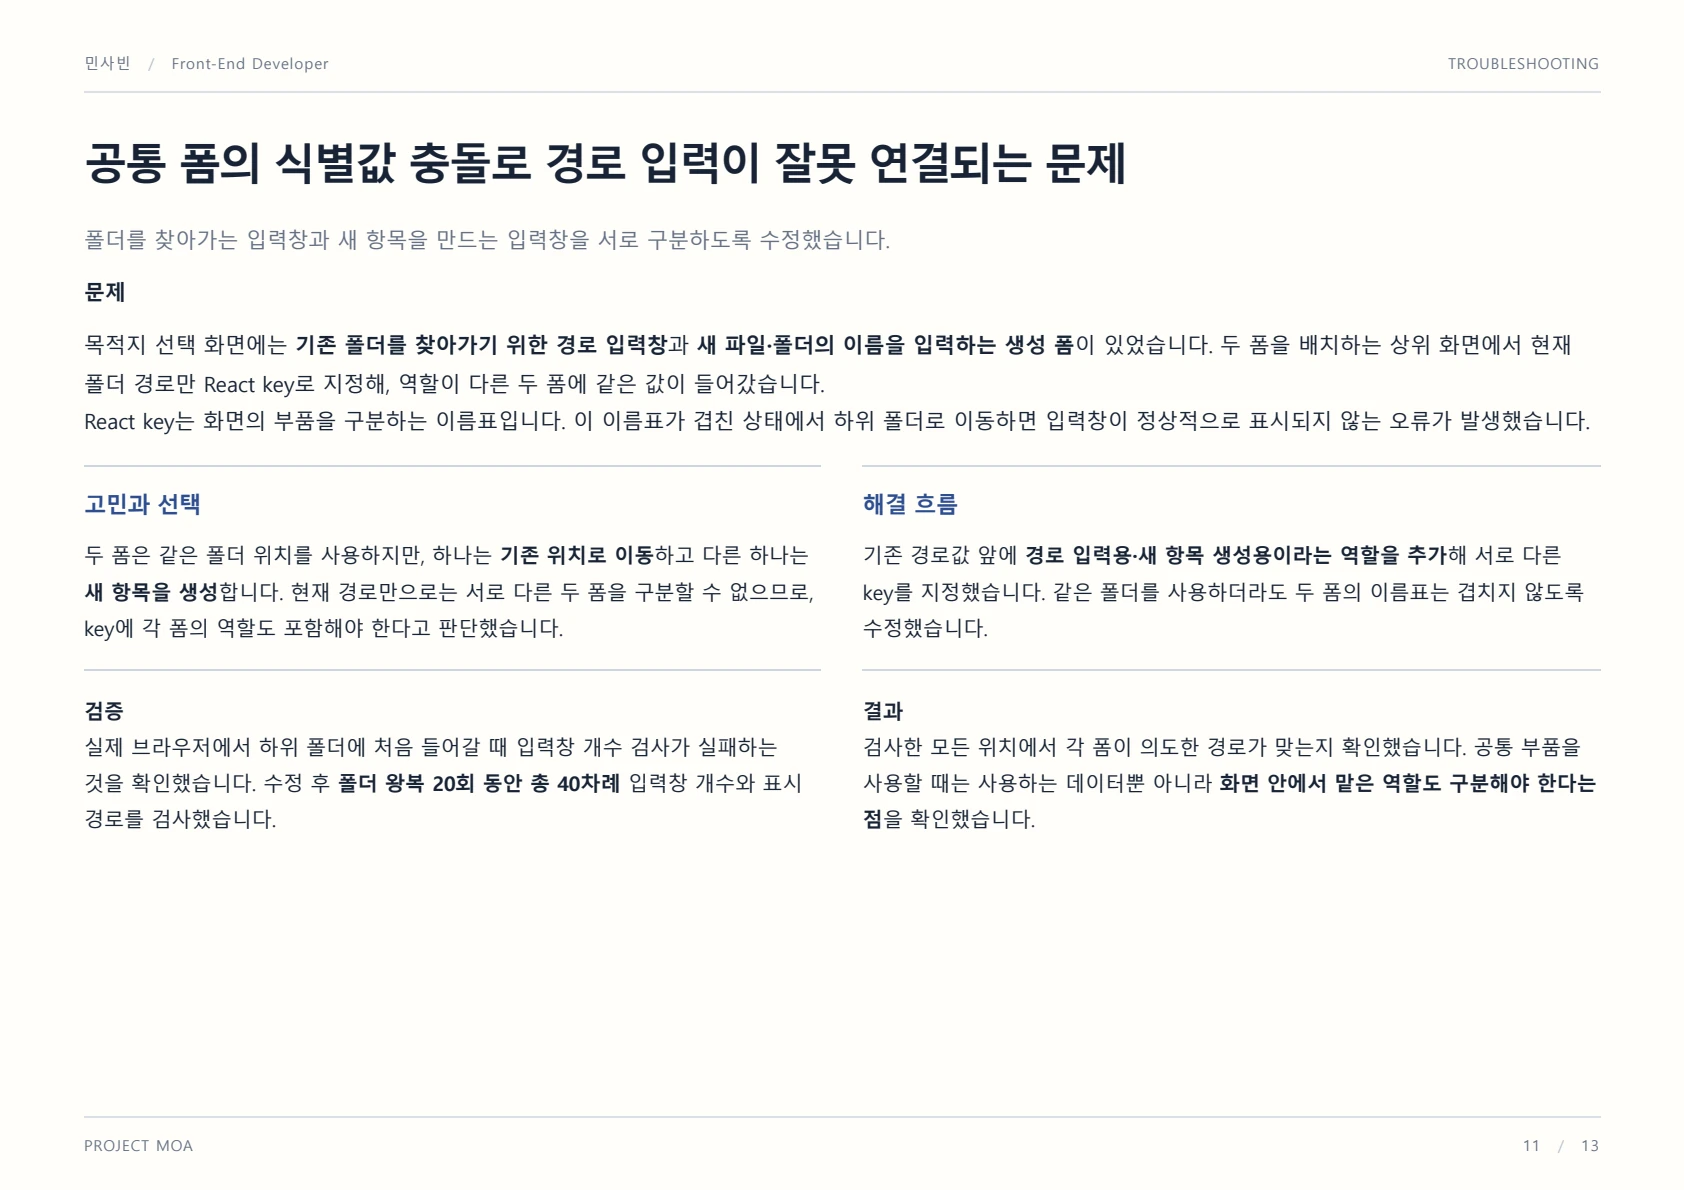 민사빈 / Front-End Developer
TROUBLESHOOTING
공통 폼의 식별값 충돌로 경로 입력이 잘못 연결되는 문제
폴더를 찾아가는 입력창과 새 항목을 만드는 입력창을 서로 구분하도록 수정했습니다.
문제
목적지 선택 화면에는 기존 폴더를 찾아가기 위한 경로 입력창과 새 파일·폴더의 이름을 입력하는 생성 폼이 있었습니다. 두 폼을 배치하는 상위 화면에서 현재
폴더 경로만 React key로 지정해, 역할이 다른 두 폼에 같은 값이 들어갔습니다.
React key는 화면의 부품을 구분하는 이름표입니다. 이 이름표가 겹친 상태에서 하위 폴더로 이동하면 입력창이 정상적으로 표시되지 않는 오류가 발생했습니다.
고민과 선택
두 폼은 같은 폴더 위치를 사용하지만, 하나는 기존 위치로 이동하고 다른 하나는
새 항목을 생성합니다. 현재 경로만으로는 서로 다른 두 폼을 구분할 수 없으므로,
key에 각 폼의 역할도 포함해야 한다고 판단했습니다.
해결 흐름
기존 경로값 앞에 경로 입력용·새 항목 생성용이라는 역할을 추가해 서로 다른
key를 지정했습니다. 같은 폴더를 사용하더라도 두 폼의 이름표는 겹치지 않도록
수정했습니다.
검증
실제 브라우저에서 하위 폴더에 처음 들어갈 때 입력창 개수 검사가 실패하는
것을 확인했습니다. 수정 후 폴더 왕복 20회 동안 총 40차례 입력창 개수와 표시
경로를 검사했습니다.
결과
검사한 모든 위치에서 각 폼이 의도한 경로가 맞는지 확인했습니다. 공통 부품을
사용할 때는 사용하는 데이터뿐 아니라 화면 안에서 맡은 역할도 구분해야 한다는
점을 확인했습니다.
PROJECT MOA
11 / 13